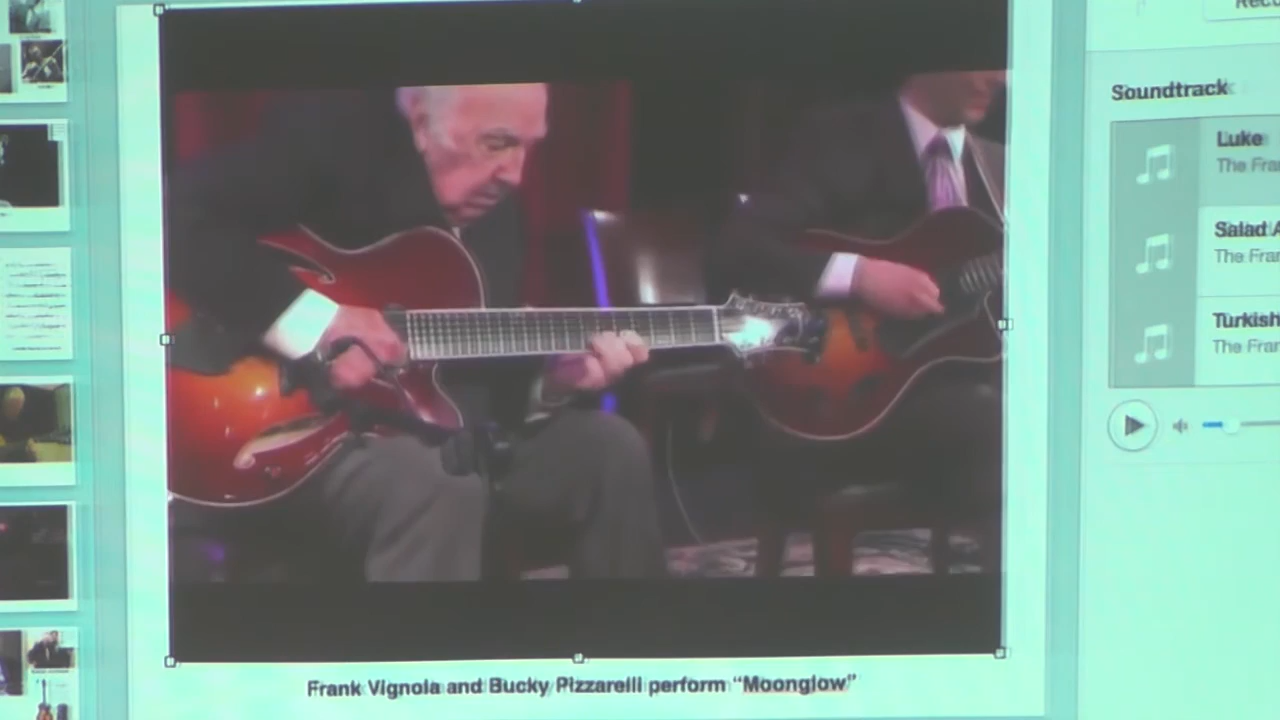 Soundtrack
Luke
The Fra
Salad A
The Fra
Turkish
The Fra
Frank Vignola and Bucky Pizzarelli perform “Moonglow”